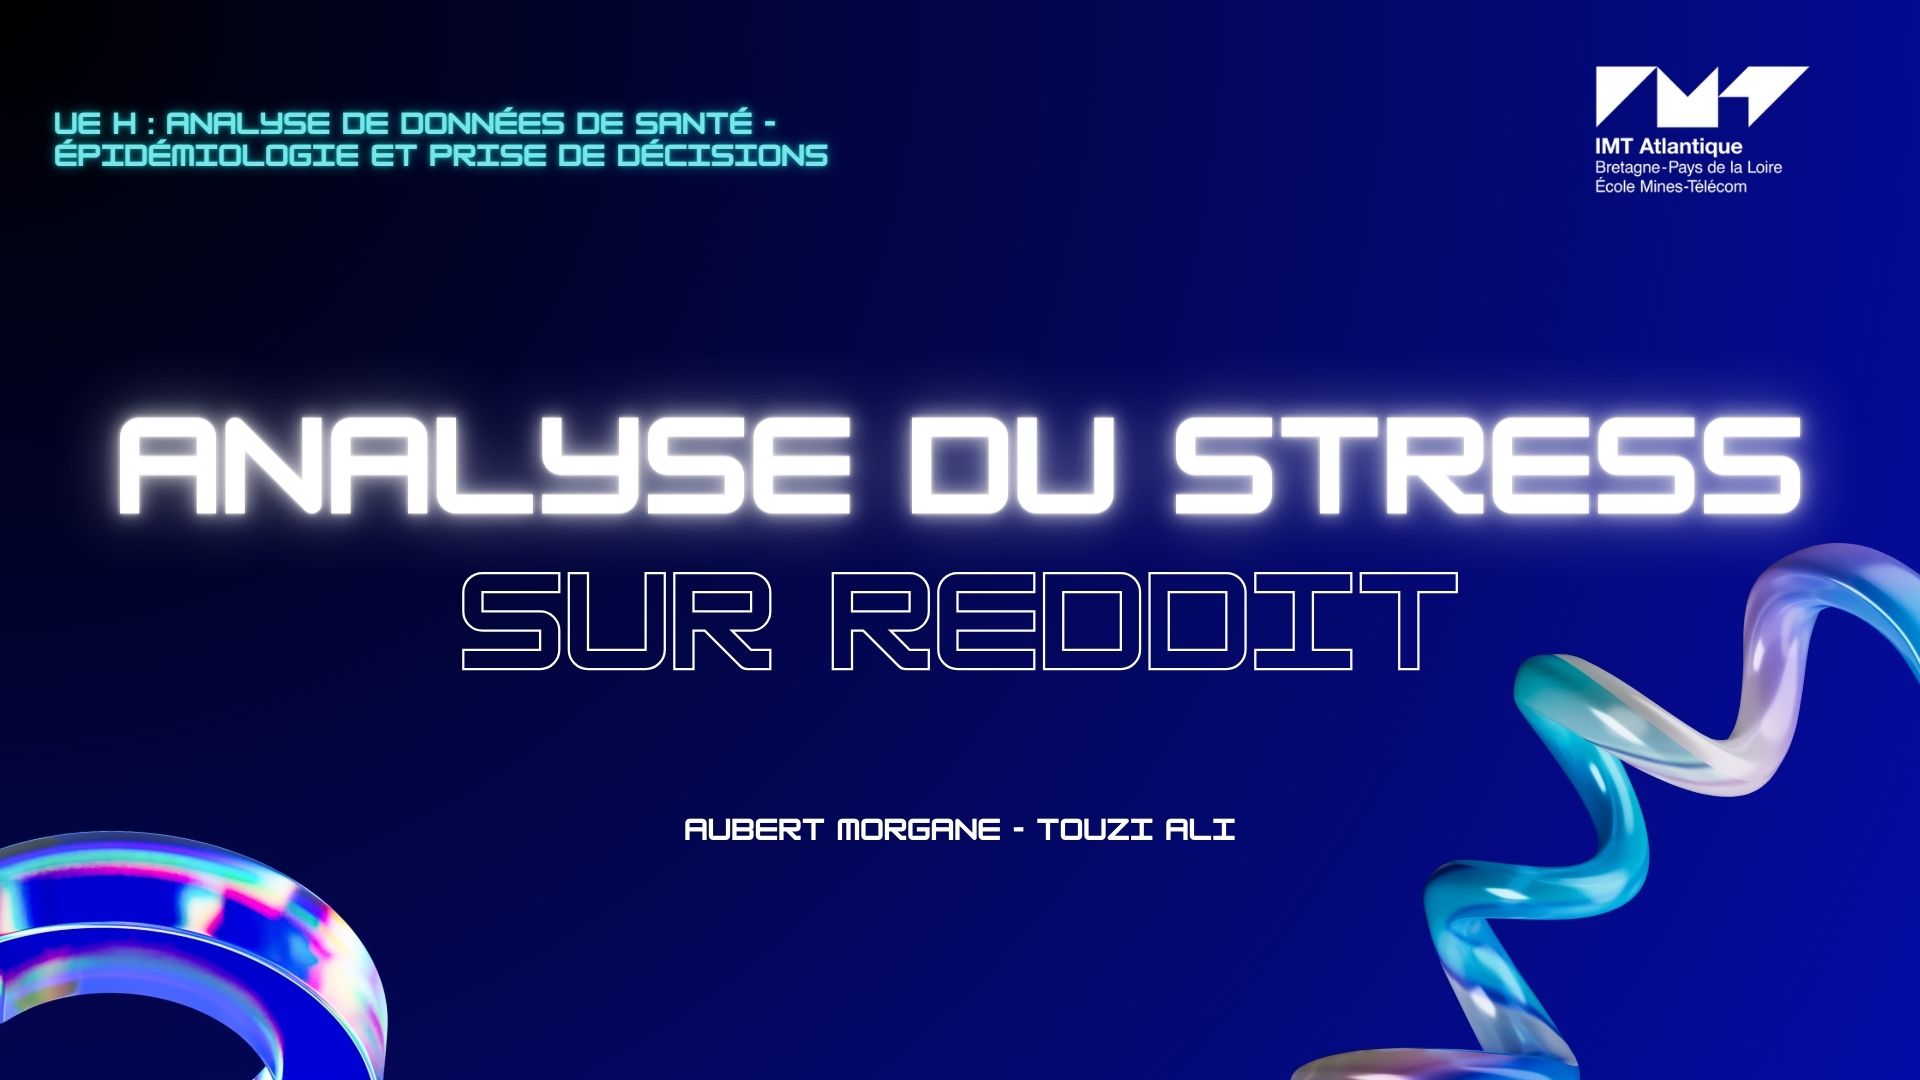 UE H : ANALYSE DE DONNÉES DE SANTÉ -
ÉPIDÉMIOLOGIE ET PRISE DE DÉCISIONS
IMT Atlantique
Bretagne-Pays de la Loire
École Mines-Télécom
ANALYSE DU STRESS
SUR REDDIT
AUBERT MORGANE - TOUZI ALI